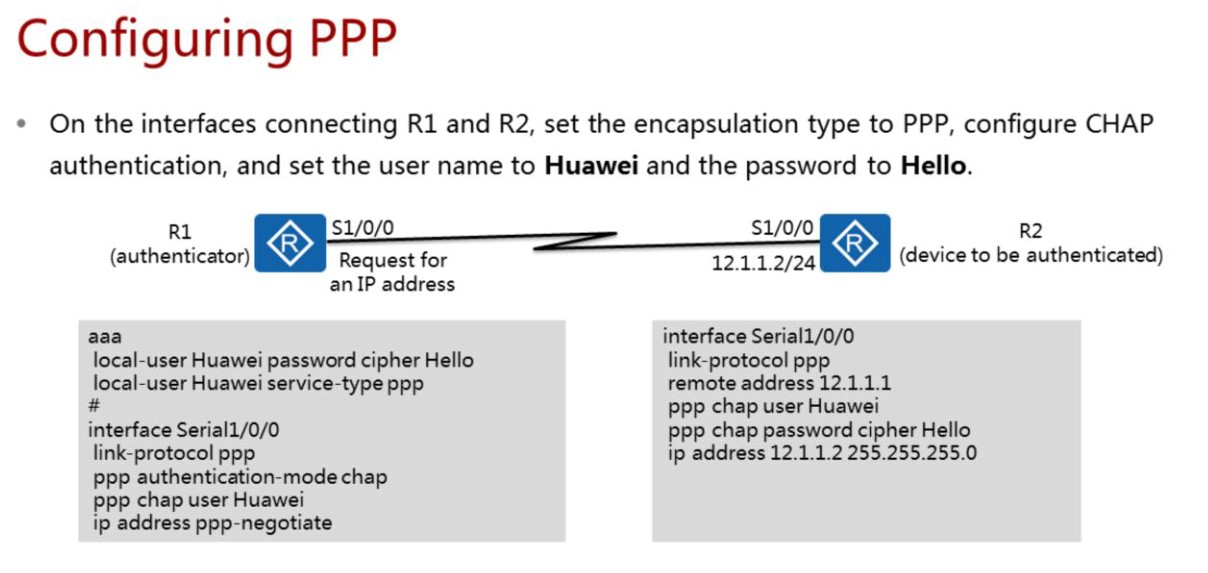 Configuring PPP
• On the interfaces connecting R1 and R2, set the encapsulation type to PPP, configure CHAP
authentication, and set the user name to Huawei and the password to Hello.
R1
(authenticator)
R
S1/0/0
Request for
an IP address
S1/0/0
12.1.1.2/24
R
R2
(device to be authenticated)
aaa
local-user Huawei password cipher Hello
local-user Huawei service-type ppp
#
interface Serial1/0/0
link-protocol ppp
ppp authentication-mode chap
ppp chap user Huawei
ip address ppp-negotiate
interface Serial1/0/0
link-protocol ppp
remote address 12.1.1.1
ppp chap user Huawei
ppp chap password cipher Hello
ip address 12.1.1.2 255.255.255.0